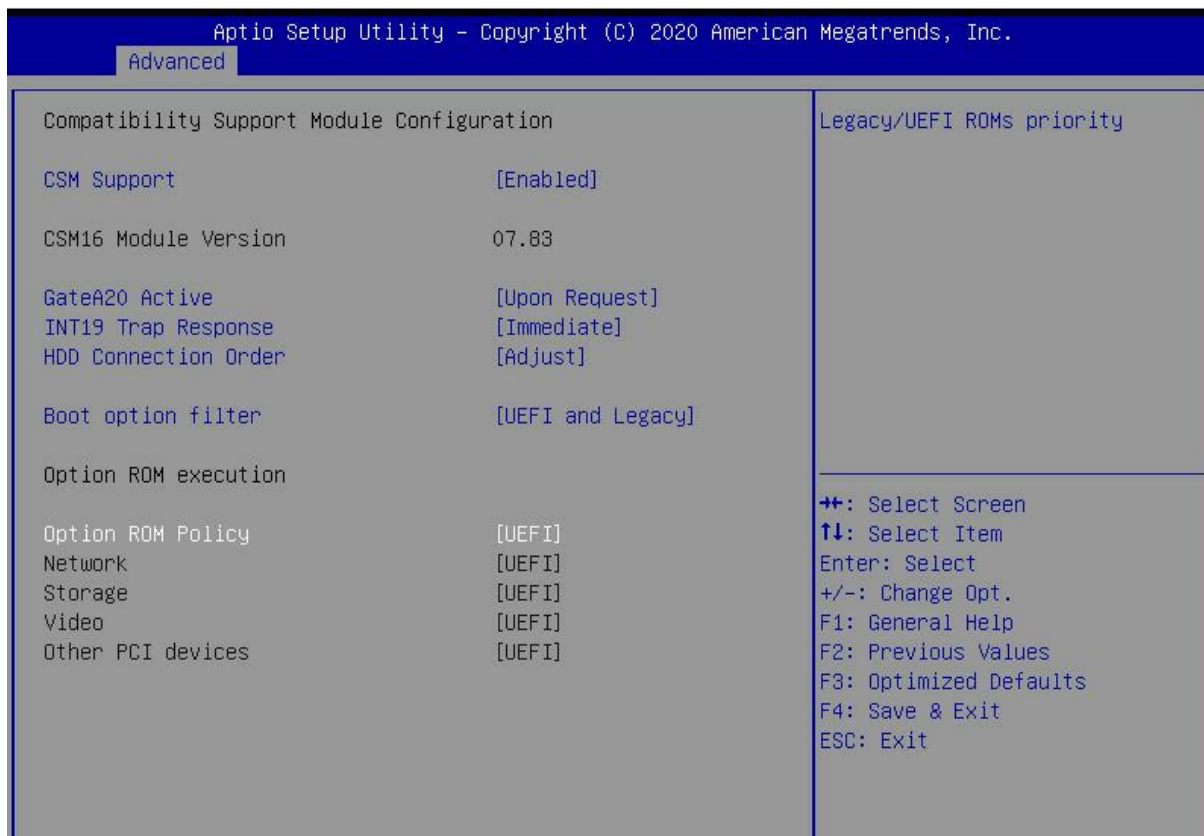 Aptio Setup Utility – Copyright (C) 2020 American Megatrends, Inc.
Advanced
Compatibility Support Module Configuration
CSM Support [Enabled]
CSM16 Module Version 07.83
GateA20 Active [Upon Request]
INT19 Trap Response [Immediate]
HDD Connection Order [Adjust]
Boot option filter [UEFI and Legacy]
Option ROM execution
Option ROM Policy [UEFI]
Network [UEFI]
Storage [UEFI]
Video [UEFI]
Other PCI devices [UEFI]
Legacy/UEFI ROMs priority
→←: Select Screen
↑↓: Select Item
Enter: Select
+/-: Change Opt.
F1: General Help
F2: Previous Values
F3: Optimized Defaults
F4: Save & Exit
ESC: Exit